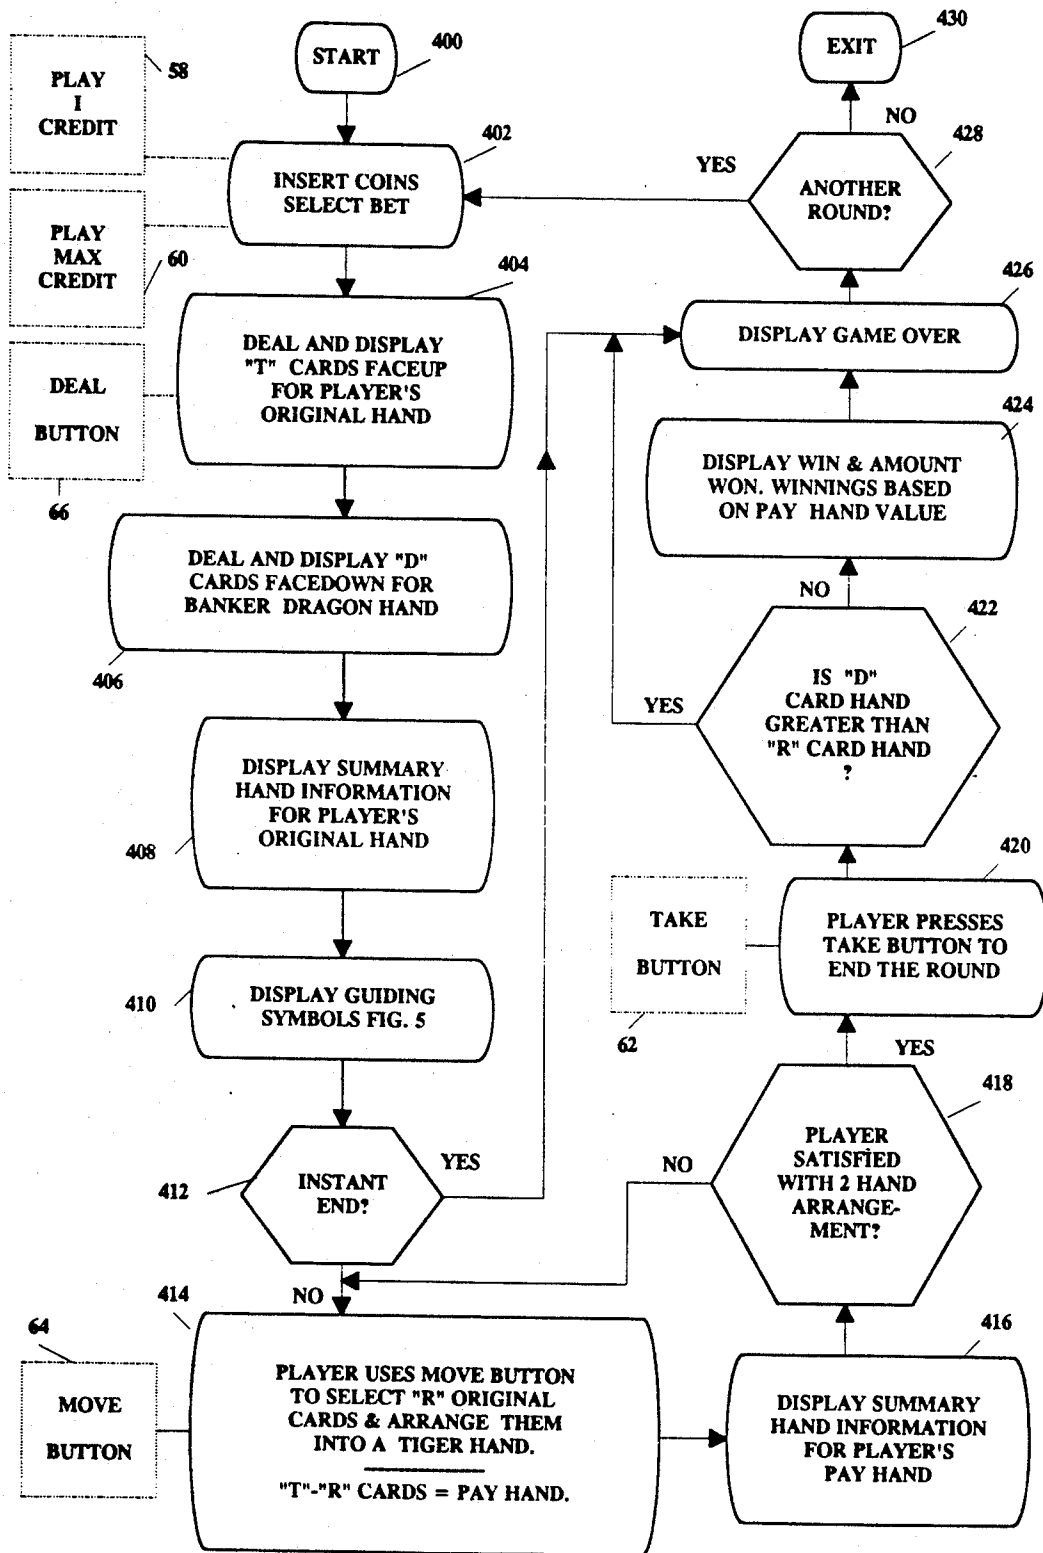 START
400
PLAY
I
CREDIT
58
INSERT COINS
SELECT BET
402
PLAY
MAX
CREDIT
60
DEAL AND DISPLAY
"T" CARDS FACEUP
FOR PLAYER'S
ORIGINAL HAND
404
DEAL
BUTTON
66
DEAL AND DISPLAY "D"
CARDS FACEDOWN FOR
BANKER DRAGON HAND
406
DISPLAY SUMMARY
HAND INFORMATION
FOR PLAYER'S
ORIGINAL HAND
408
DISPLAY GUIDING
SYMBOLS FIG. 5
410
INSTANT
END?
412
YES
NO
414
PLAYER USES MOVE BUTTON
TO SELECT "R" ORIGINAL
CARDS & ARRANGE THEM
INTO A TIGER HAND.
"T"-"R" CARDS = PAY HAND.
64
MOVE
BUTTON
416
DISPLAY SUMMARY
HAND INFORMATION
FOR PLAYER'S
PAY HAND
418
PLAYER
SATISFIED
WITH 2 HAND
ARRANGE-
MENT?
NO
YES
420
PLAYER PRESSES
TAKE BUTTON TO
END THE ROUND
TAKE
BUTTON
62
422
IS "D"
CARD HAND
GREATER THAN
"R" CARD HAND
?
YES
NO
424
DISPLAY WIN & AMOUNT
WON. WINNINGS BASED
ON PAY HAND VALUE
426
DISPLAY GAME OVER
428
ANOTHER
ROUND?
YES
NO
EXIT
430